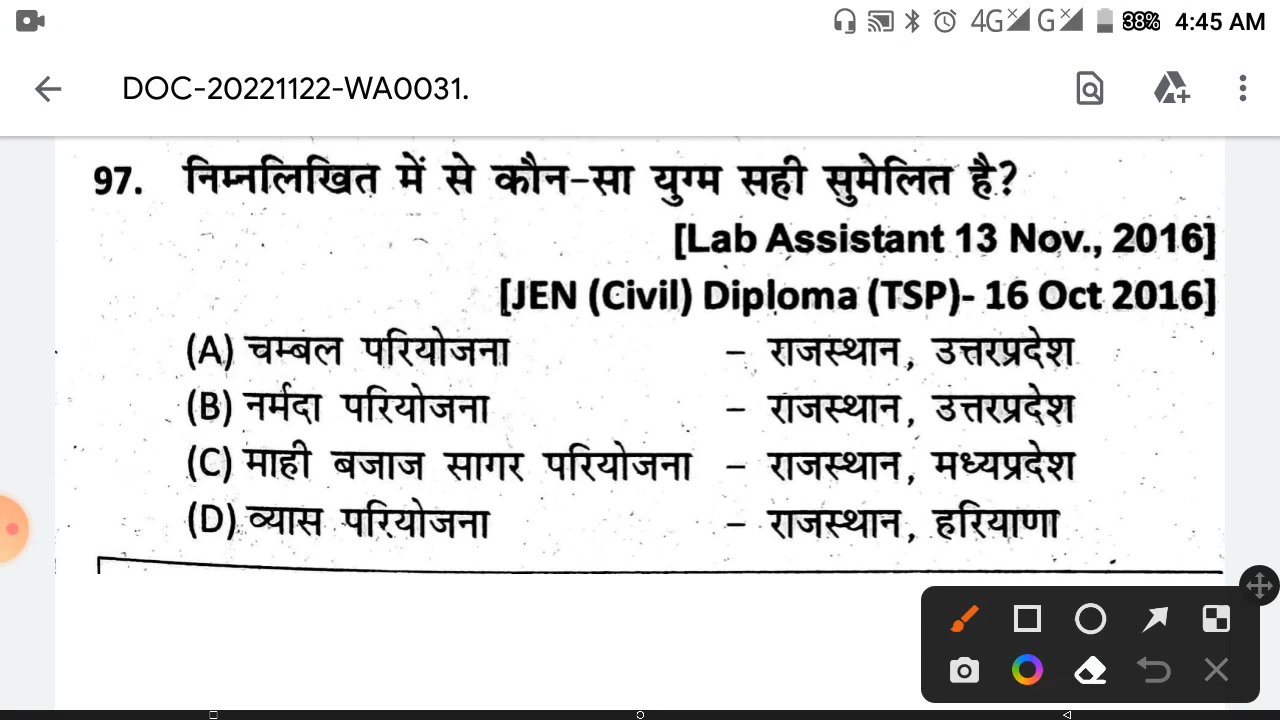 4G G 38% 4:45 AM
DOC-20221122-WA0031.
97. निम्नलिखित में से कौन-सा युग्म सही सुमेलित है?
[Lab Assistant 13 Nov., 2016]
[JEN (Civil) Diploma (TSP)- 16 Oct 2016]
(A) चम्बल परियोजना – राजस्थान, उत्तरप्रदेश
(B) नर्मदा परियोजना – राजस्थान, उत्तरप्रदेश
(C) माही बजाज सागर परियोजना – राजस्थान, मध्यप्रदेश
(D) व्यास परियोजना – राजस्थान, हरियाणा